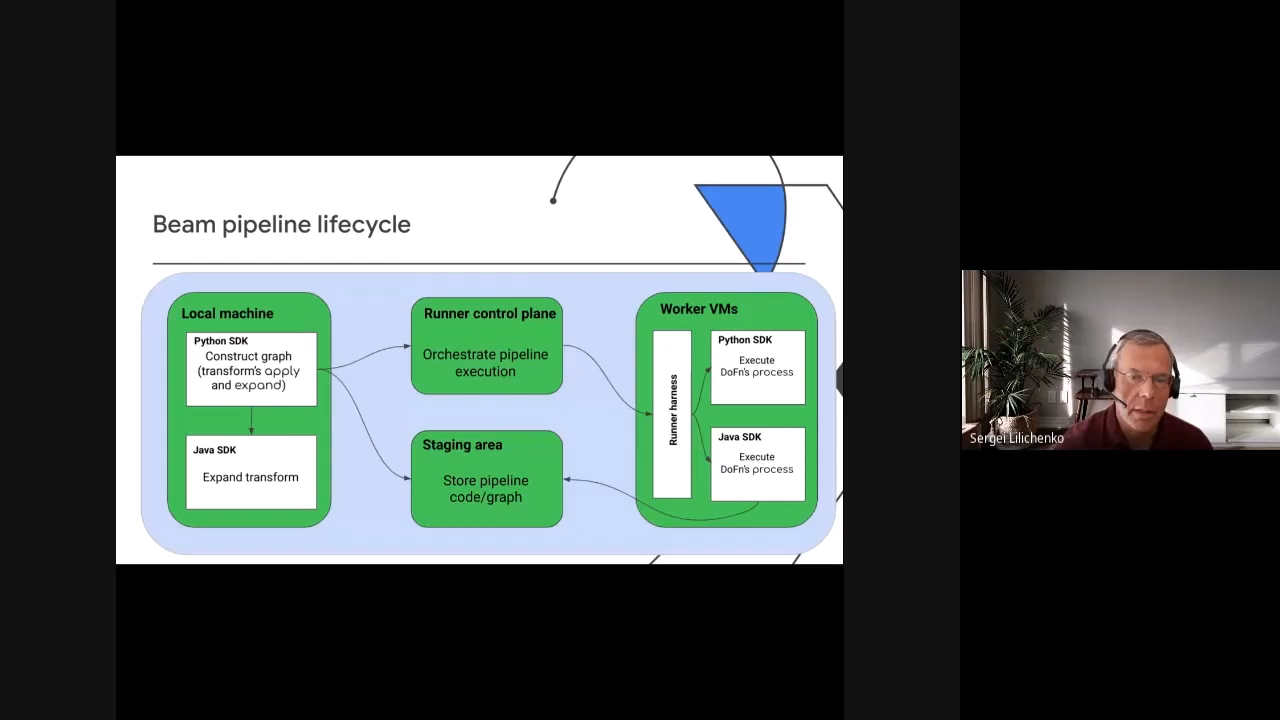 Beam pipeline lifecycle
Local machine
Python SDK
Construct graph
(transform's apply
and expand)
Java SDK
Expand transform
Runner control plane
Orchestrate pipeline
execution
Staging area
Store pipeline
code/graph
Worker VMs
Runner harness
Python SDK
Execute
DoFn's process
Java SDK
Execute
DoFn's process
Sergei Lilichenko